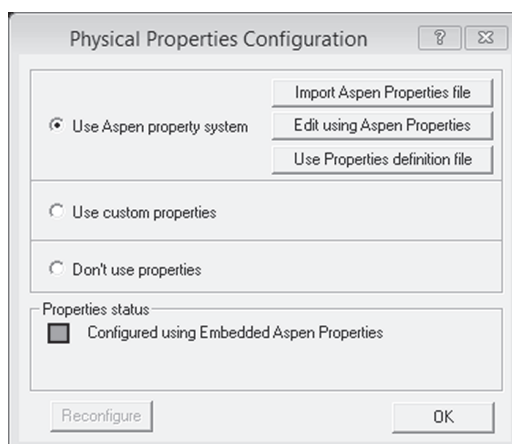 Physical Properties Configuration
?
Import Aspen Properties file
Use Aspen property system
Edit using Aspen Properties
Use Properties definition file
Use custom properties
Don't use properties
Properties status
Configured using Embedded Aspen Properties
Reconfigure
OK